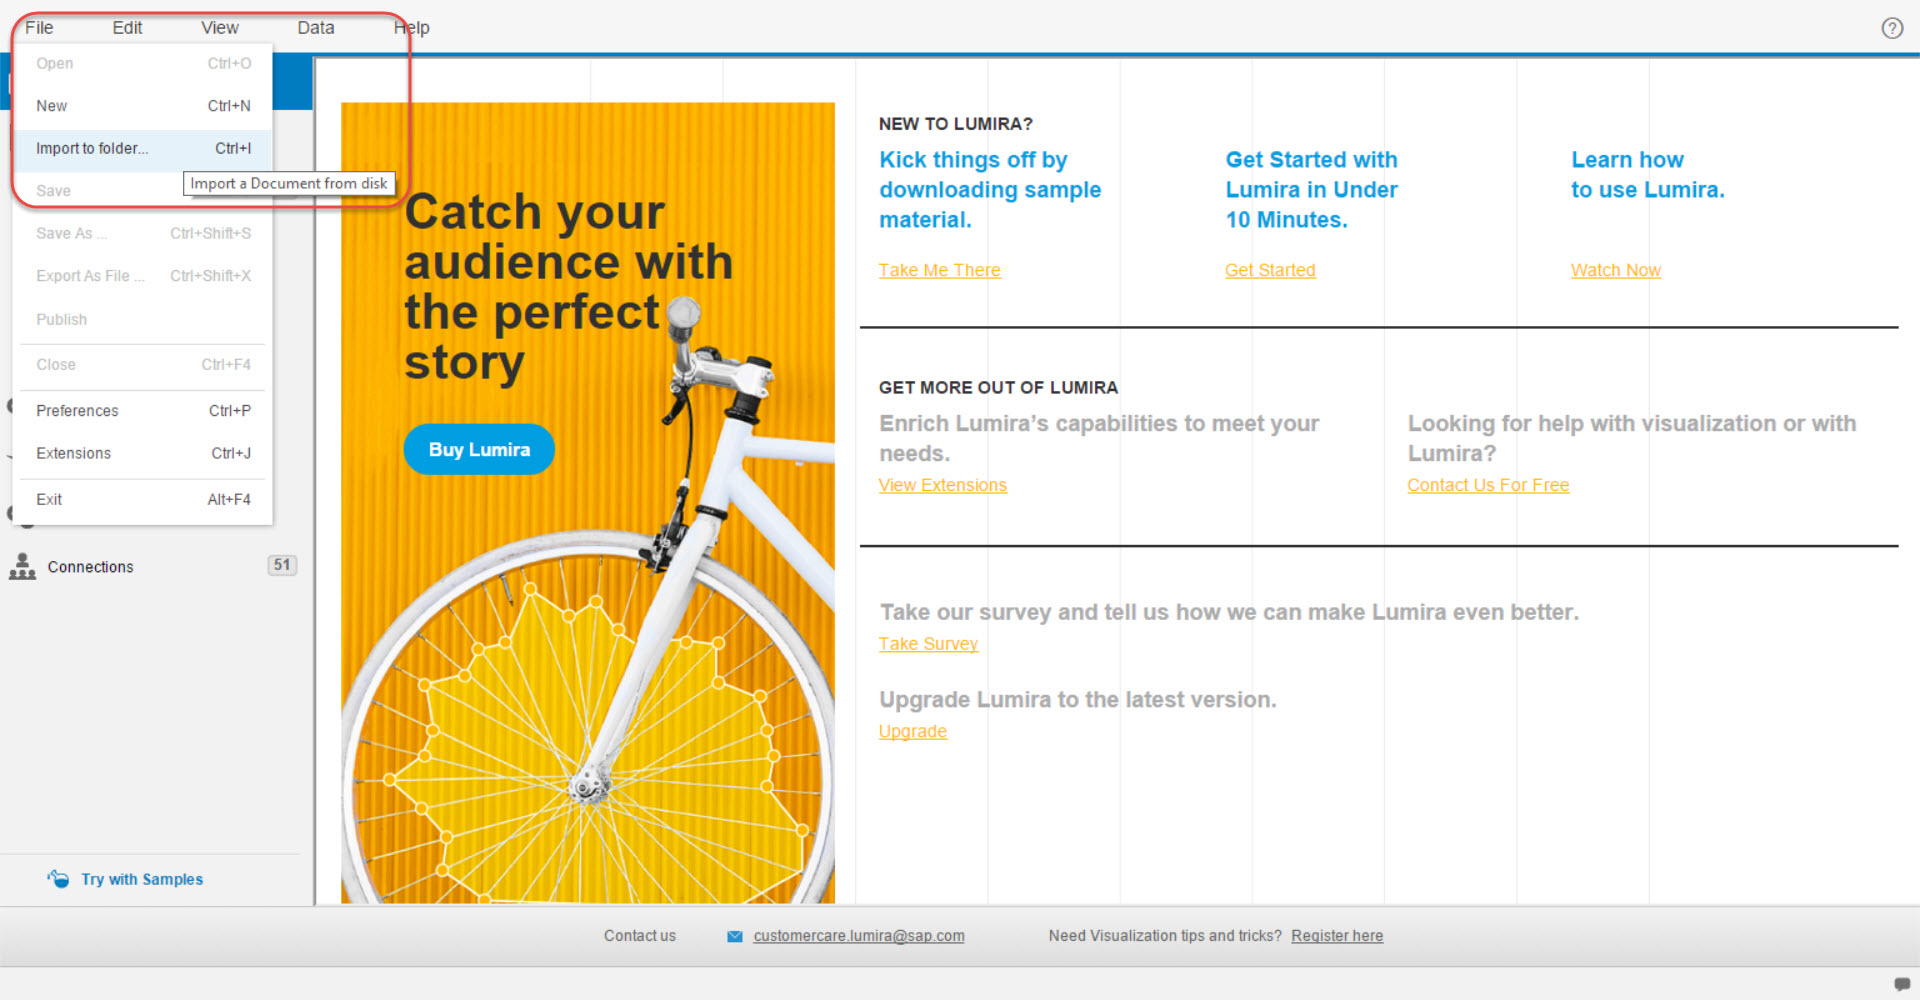 File Edit View Data Help
Open Ctrl+O
New Ctrl+N
Import to folder... Ctrl+I
Import a Document from disk
Save
Save As ... Ctrl+Shift+S
Export As File ... Ctrl+Shift+X
Publish
Close Ctrl+F4
Preferences Ctrl+P
Extensions Ctrl+J
Exit Alt+F4
Connections 51
Try with Samples
Catch your
audience with
the perfect
story
Buy Lumira
NEW TO LUMIRA?
Kick things off by
downloading sample
material.
Take Me There
Get Started with
Lumira in Under
10 Minutes.
Get Started
Learn how
to use Lumira.
Watch Now
GET MORE OUT OF LUMIRA
Enrich Lumira’s capabilities to meet your
needs.
View Extensions
Looking for help with visualization or with
Lumira?
Contact Us For Free
Take our survey and tell us how we can make Lumira even better.
Take Survey
Upgrade Lumira to the latest version.
Upgrade
Contact us customercare.lumira@sap.com Need Visualization tips and tricks? Register here